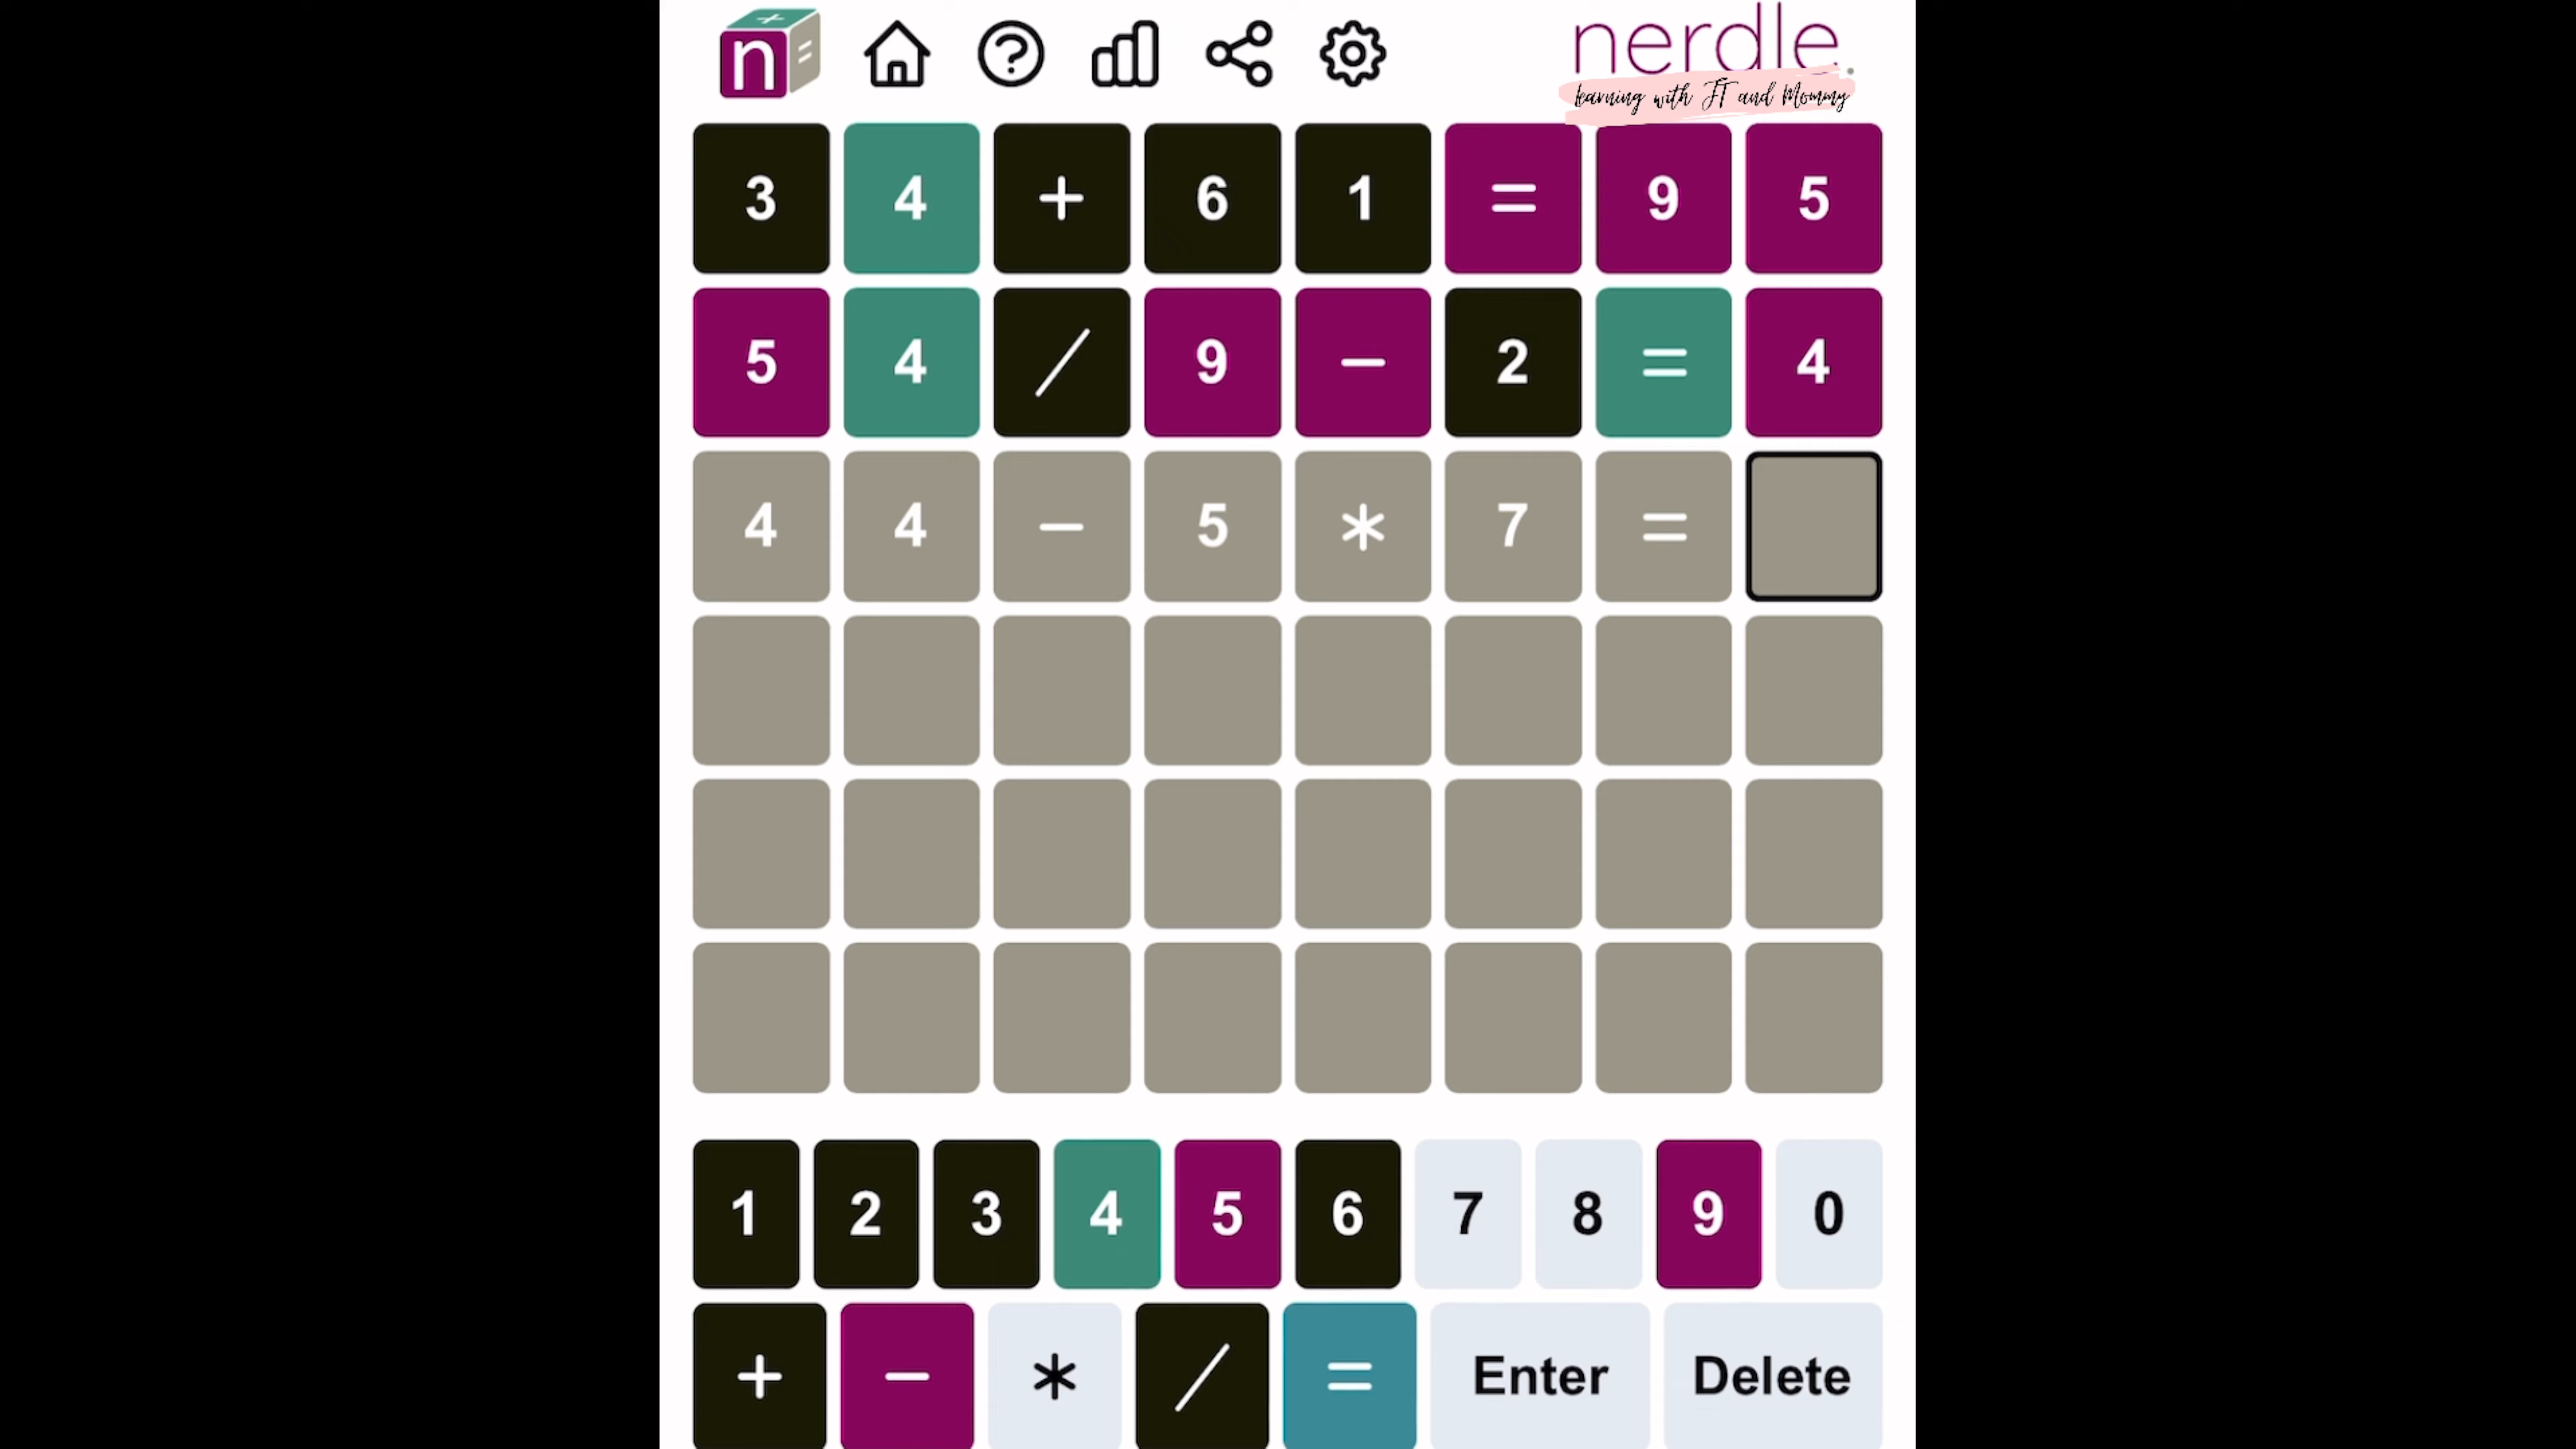 n + =
nerdle.
learning with JT and Mommy
3 4 + 6 1 = 9 5
5 4 / 9 - 2 = 4
4 4 - 5 * 7 =
1 2 3 4 5 6 7 8 9 0
+ - * / = Enter Delete